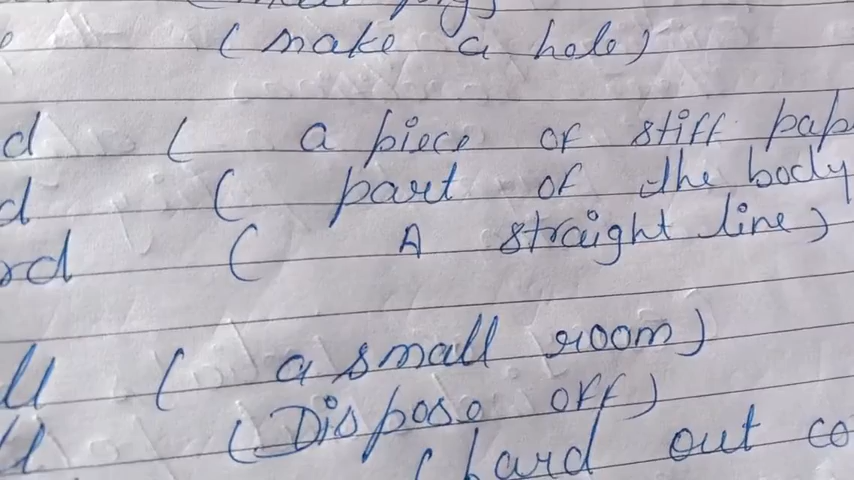 (make a hole)
d ( a piece of stiff pap
d ( part of the body
rd ( A straight line)
ll ( a small room)
ll (Dispose off)
( hard out co